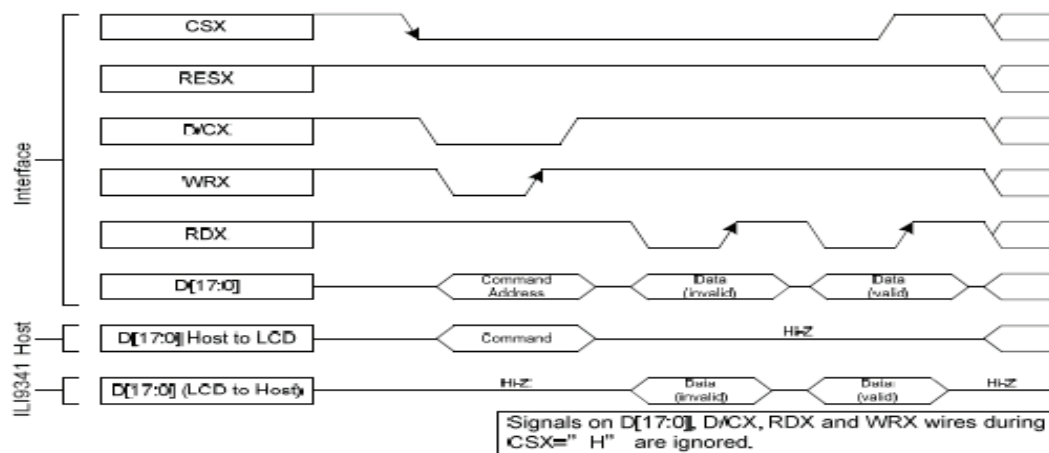 CSX
RESX
D/CX
WRX
RDX
D[17:0]
Command
Address
Data
(invalid)
Data
(valid)
D[17:0] Host to LCD
Command
Hi-Z
D[17:0] (LCD to Host)
Hi-Z
Data
(invalid)
Data
(valid)
Hi-Z
Interface
Host
ILI9341
Signals on D[17:0], D/CX, RDX and WRX wires during
CSX=" H" are ignored.